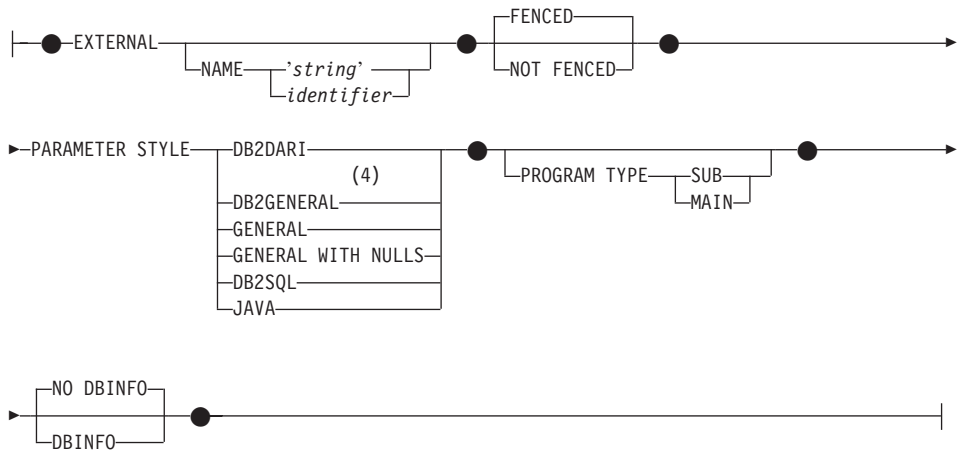 FENCED
EXTERNAL
NAME 'string'
NOT FENCED
identifier
PARAMETER STYLE DB2DARI
(4)
PROGRAM TYPE SUB
MAIN
DB2GENERAL
GENERAL
GENERAL WITH NULLS
DB2SQL
JAVA
NO DBINFO
DBINFO